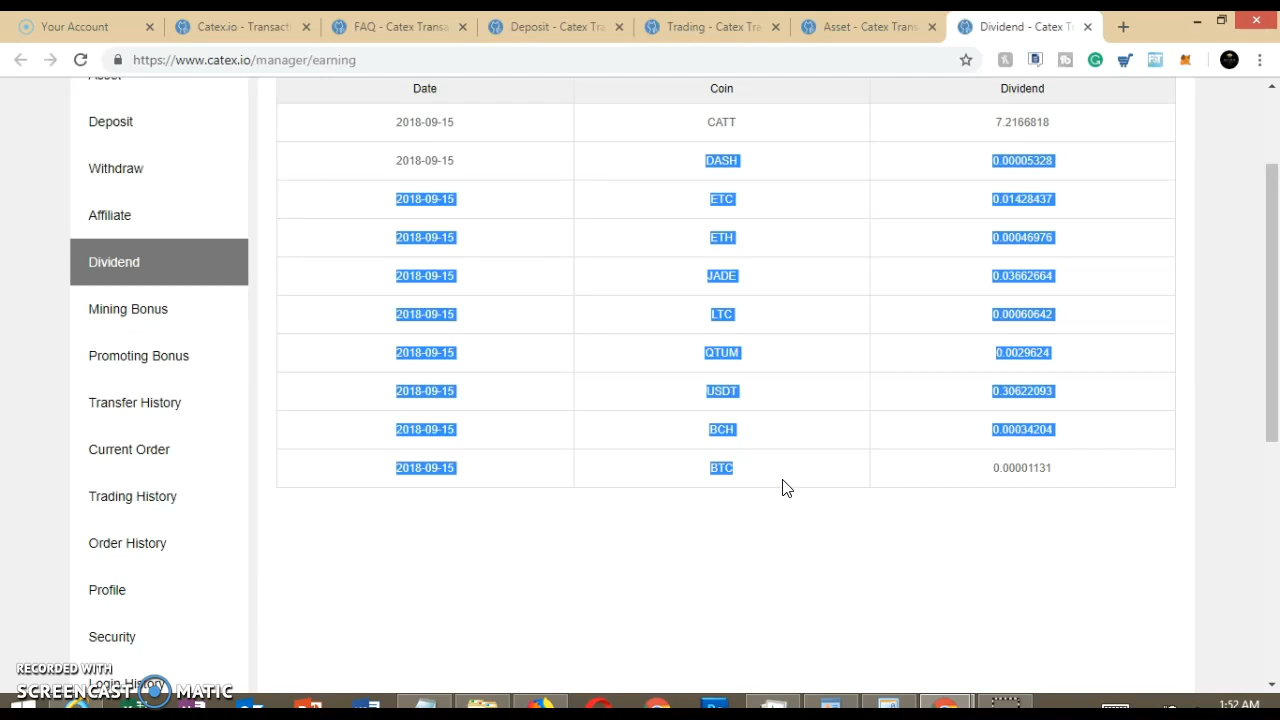 Your Account
Catex.io - Transacti
FAQ - Catex Transa
Deposit - Catex Tra
Trading - Catex Tra
Asset - Catex Trans
Dividend - Catex T
https://www.catex.io/manager/earning
Asset
Deposit
Withdraw
Affiliate
Dividend
Mining Bonus
Promoting Bonus
Transfer History
Current Order
Trading History
Order History
Profile
Security
Login History
Date Coin Dividend
2018-09-15 CATT 7.2166818
2018-09-15 DASH 0.00005328
2018-09-15 ETC 0.01428437
2018-09-15 ETH 0.00046976
2018-09-15 JADE 0.03662664
2018-09-15 LTC 0.00060642
2018-09-15 QTUM 0.0029624
2018-09-15 USDT 0.30622093
2018-09-15 BCH 0.00034204
2018-09-15 BTC 0.00001131
RECORDED WITH
SCREENCAST MATIC
1:52 AM